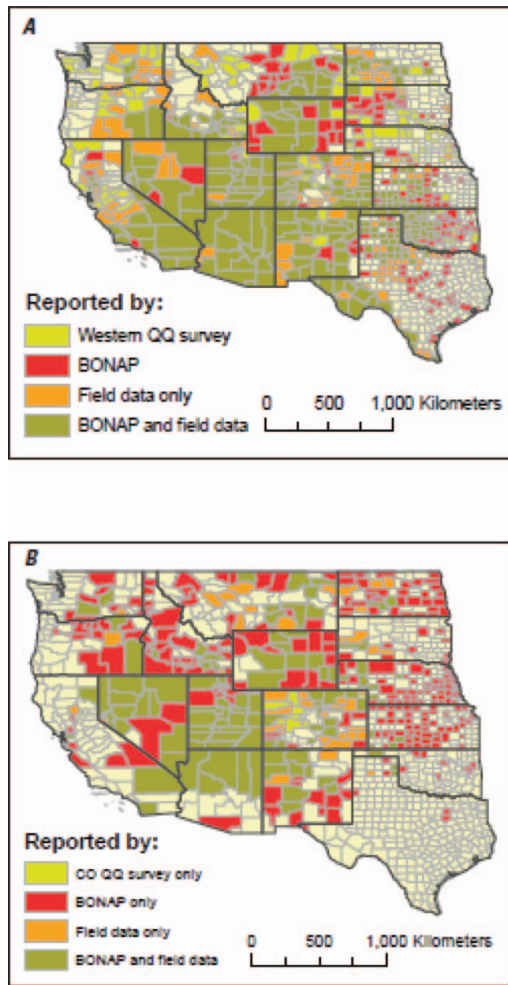 A
Reported by:
Western QQ survey
BONAP
Field data only
BONAP and field data
0 500 1,000 Kilometers
B
Reported by:
CO QQ survey only
BONAP only
Field data only
BONAP and field data
0 500 1,000 Kilometers